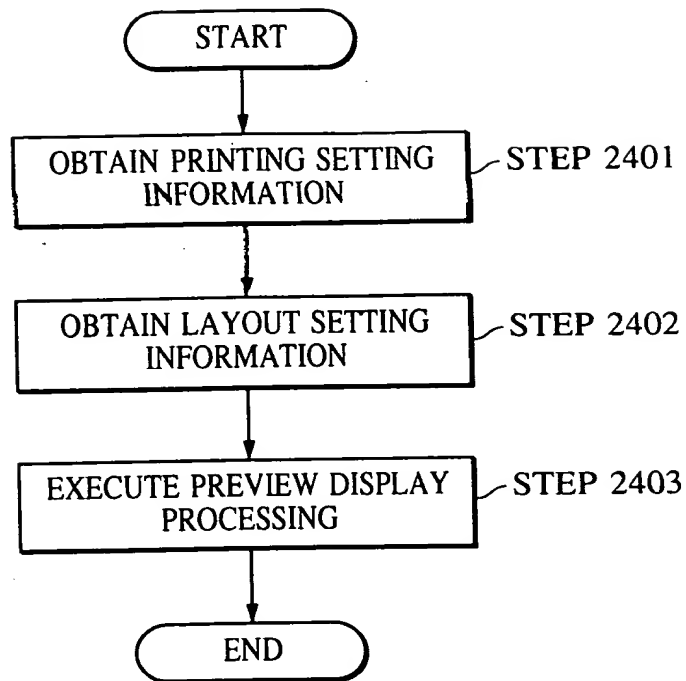 START
OBTAIN PRINTING SETTING
INFORMATION
STEP 2401
OBTAIN LAYOUT SETTING
INFORMATION
STEP 2402
EXECUTE PREVIEW DISPLAY
PROCESSING
STEP 2403
END